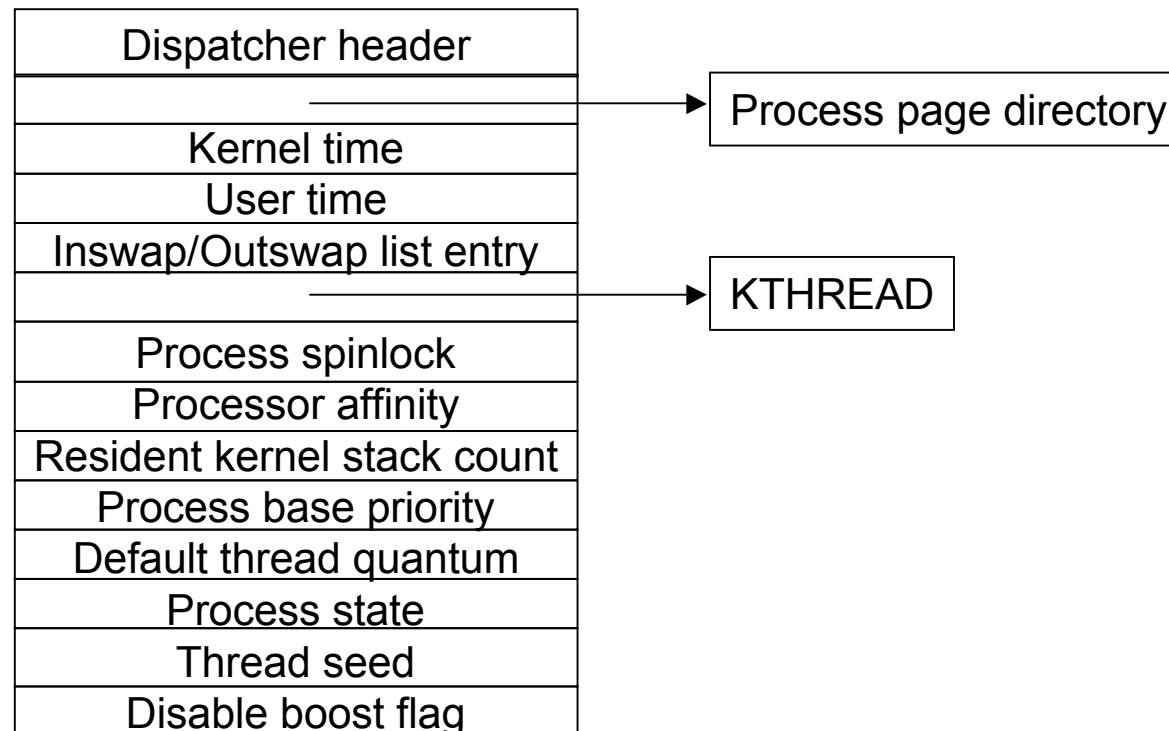 Dispatcher header
Process page directory
Kernel time
User time
Inswap/Outswap list entry
KTHREAD
Process spinlock
Processor affinity
Resident kernel stack count
Process base priority
Default thread quantum
Process state
Thread seed
Disable boost flag